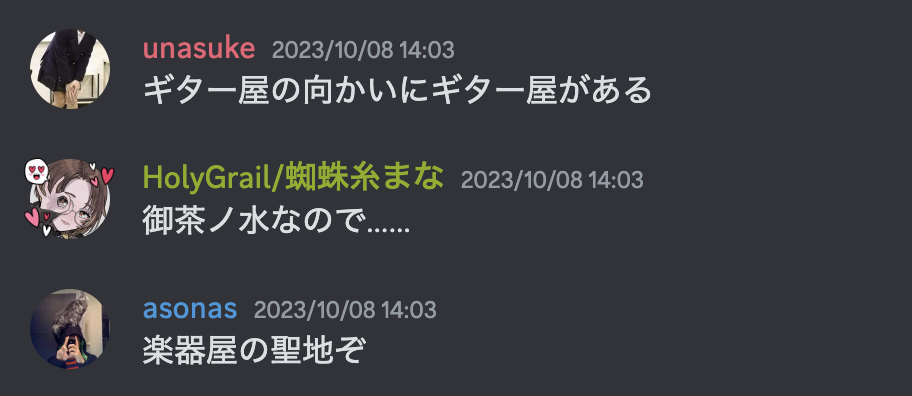 unasuke 2023/10/08 14:03
ギター屋の向かいにギター屋がある
HolyGrail/蜘蛛糸まな 2023/10/08 14:03
御茶ノ水なので……
asonas 2023/10/08 14:03
楽器屋の聖地ぞ